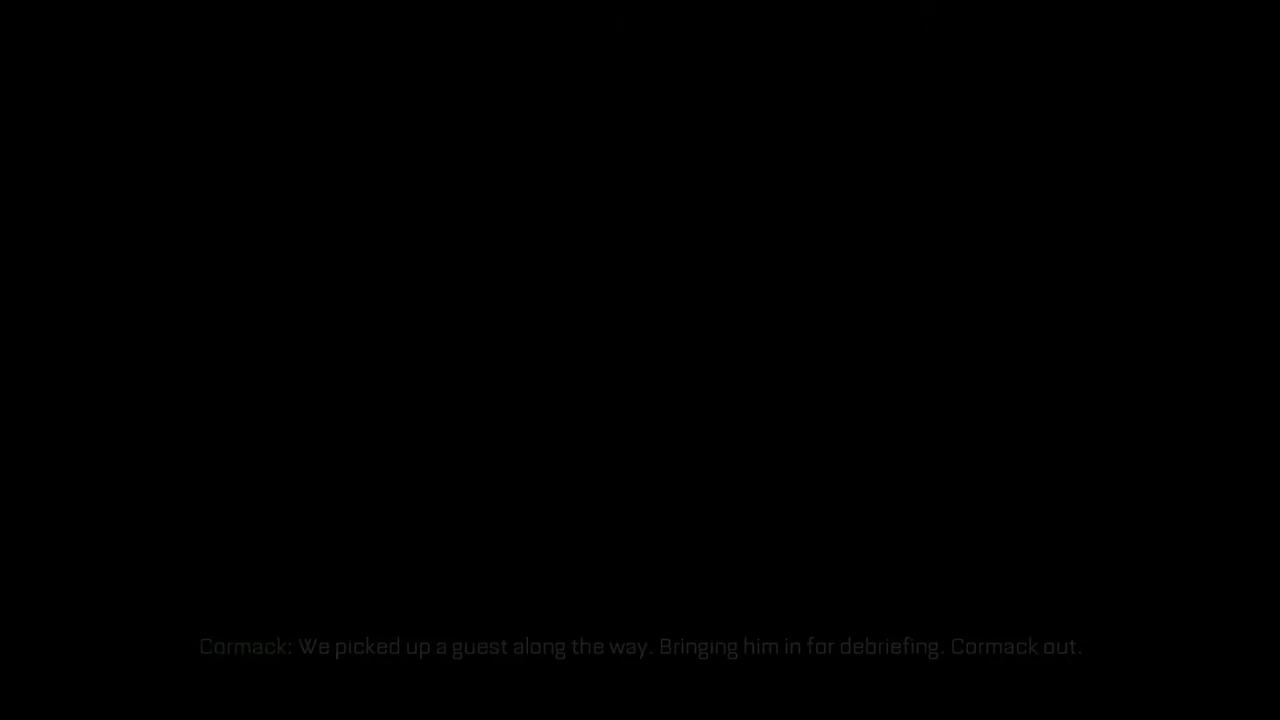 Cormack: We picked up a guest along the way. Bringing him in for debriefing. Cormack out.